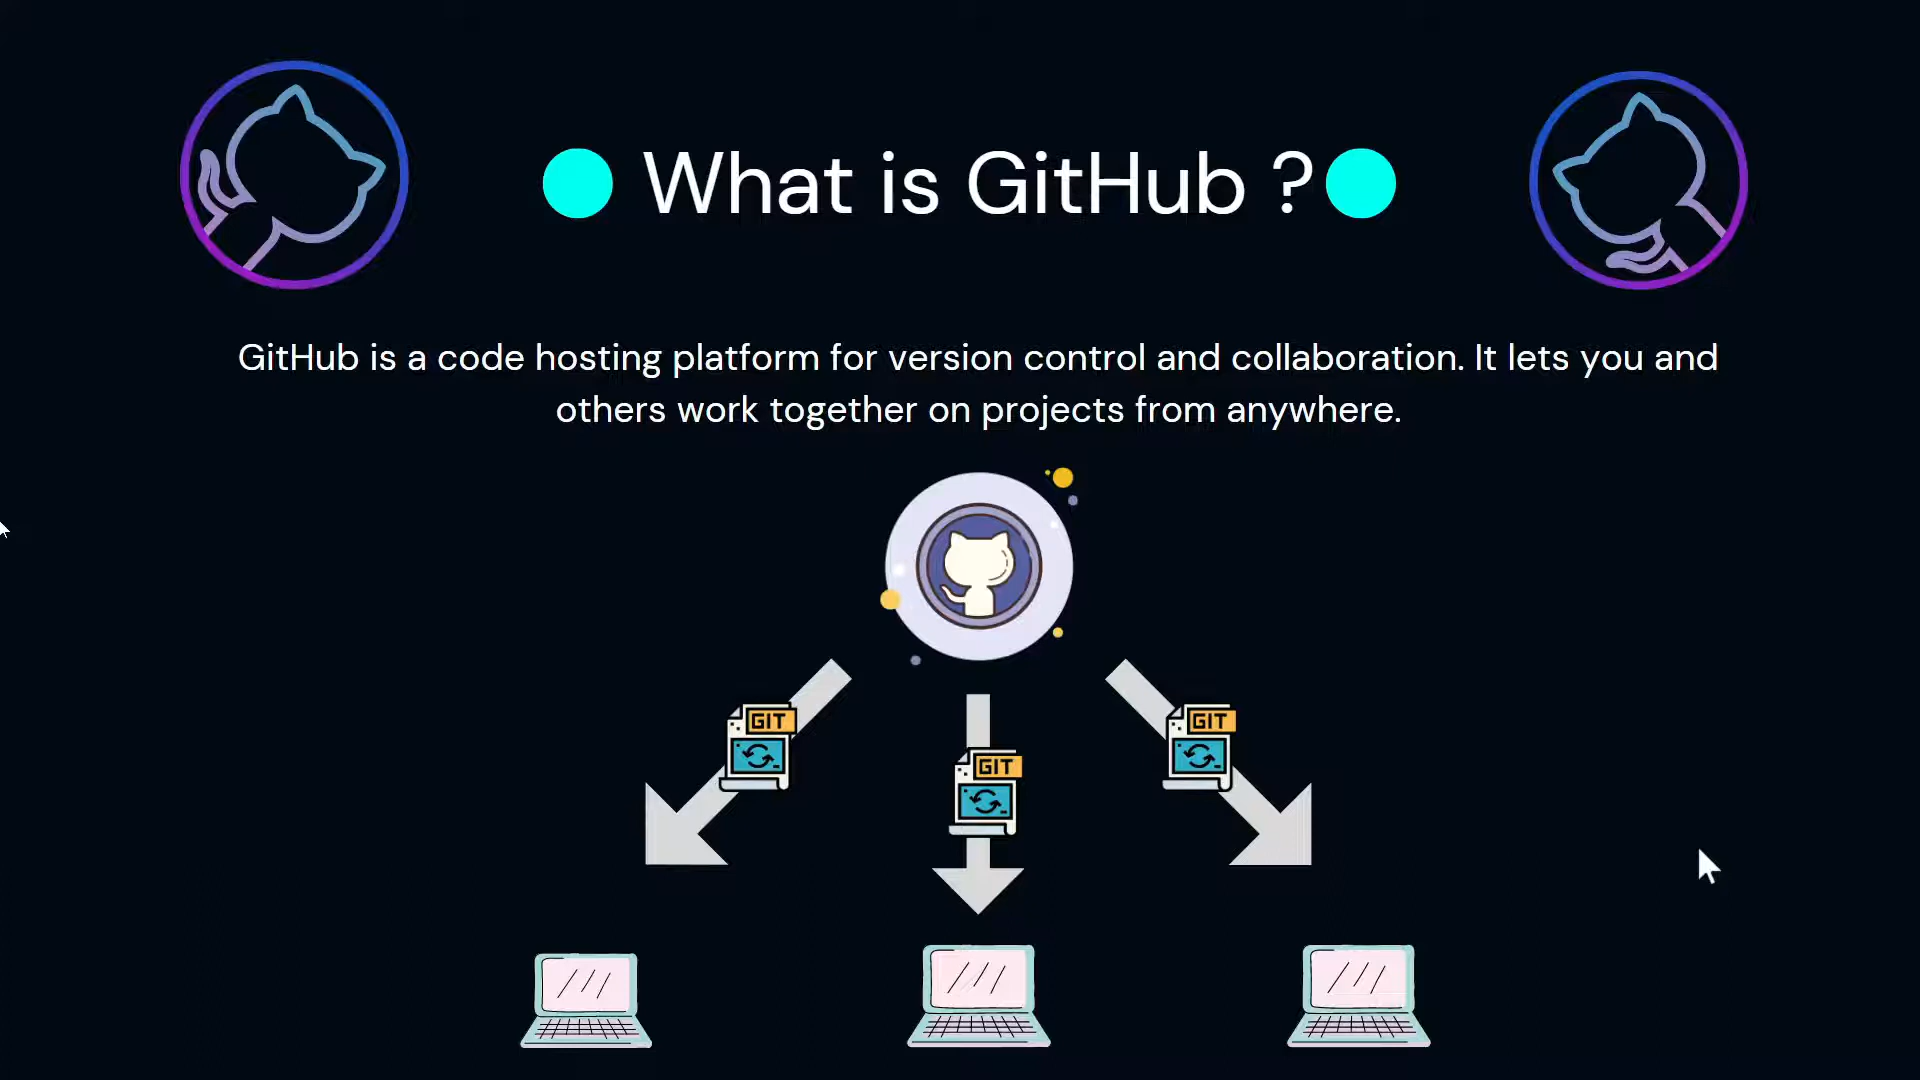 What is GitHub ?
GitHub is a code hosting platform for version control and collaboration. It lets you and
others work together on projects from anywhere.
GIT
GIT
GIT